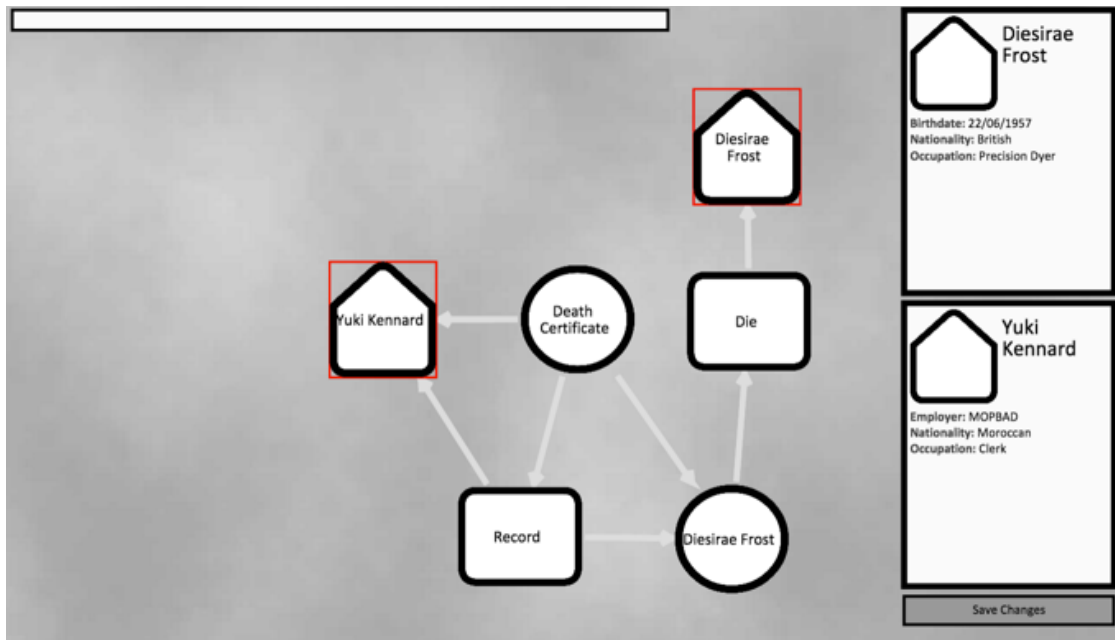 Diesirae
Frost
Yuki Kennard
Death
Certificate
Die
Record
Diesirae Frost
Diesirae
Frost
Birthdate: 22/06/1957
Nationality: British
Occupation: Precision Dyer
Yuki
Kennard
Employer: MOPBAD
Nationality: Moroccan
Occupation: Clerk
Save Changes